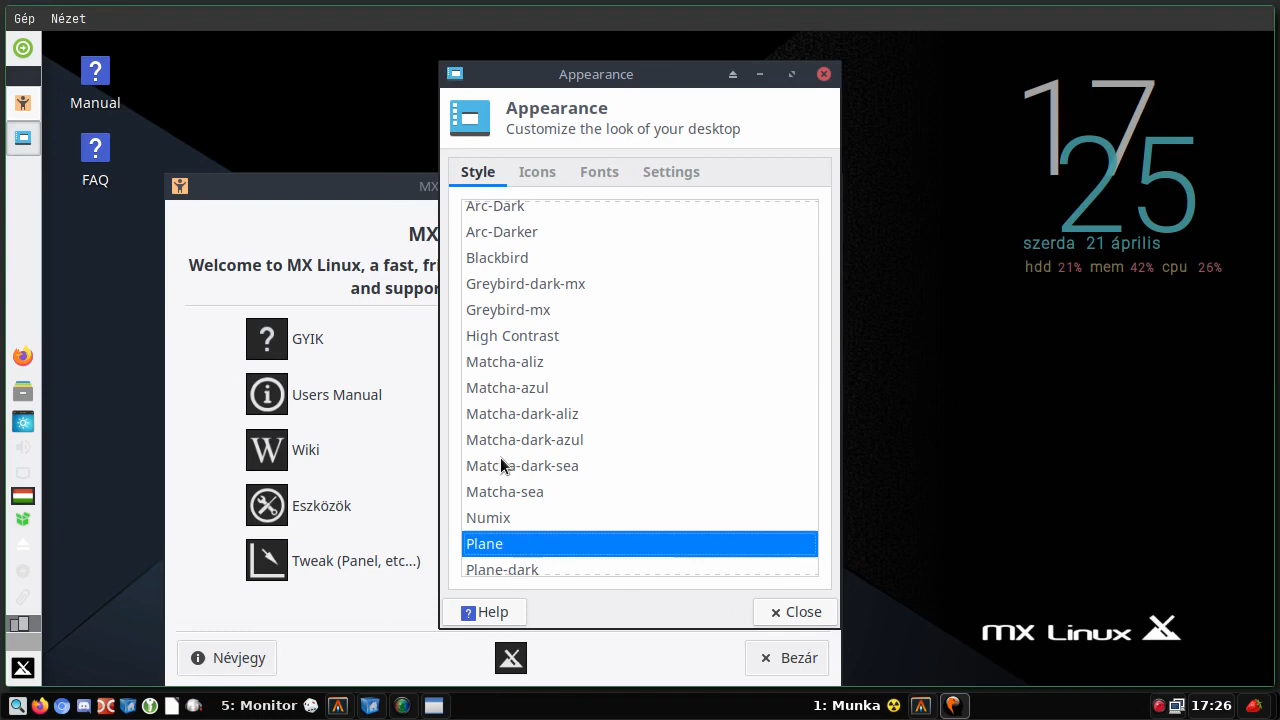 Gép Nézet
Manual
FAQ
MX
MX
Welcome to MX Linux, a fast, fri
and suppor
GYIK
Users Manual
W
Wiki
Eszközök
Tweak (Panel, etc...)
Névjegy
Bezár
Appearance
Appearance
Customize the look of your desktop
Style Icons Fonts Settings
Arc-Dark
Arc-Darker
Blackbird
Greybird-dark-mx
Greybird-mx
High Contrast
Matcha-aliz
Matcha-azul
Matcha-dark-aliz
Matcha-dark-azul
Matcha-dark-sea
Matcha-sea
Numix
Plane
Plane-dark
Help
Close
17
25
szerda 21 április
hdd 21% mem 42% cpu 26%
MX Linux
5: Monitor
1: Munka
17:26